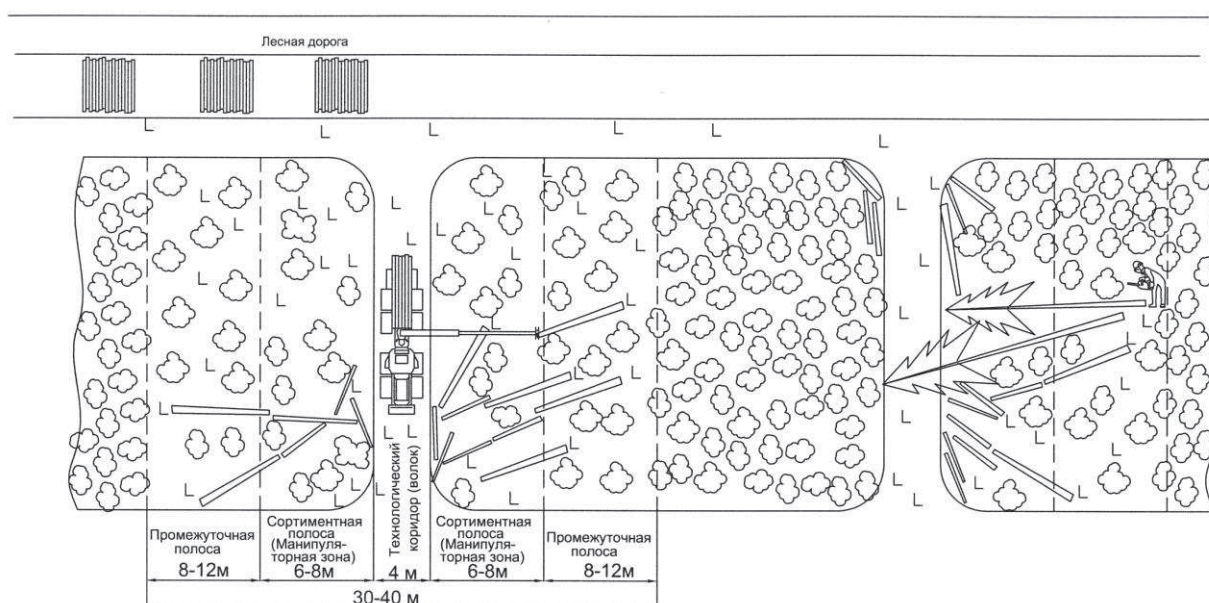 Лесная дорога
Промежуточная
полоса
8-12м
Сортиментная
полоса
(Манипуля-
торная зона)
6-8м
Технологический
коридор (волок)
4 м
Сортиментная
полоса
(Манипуля-
торная зона)
6-8м
Промежуточная
полоса
8-12м
30-40 м